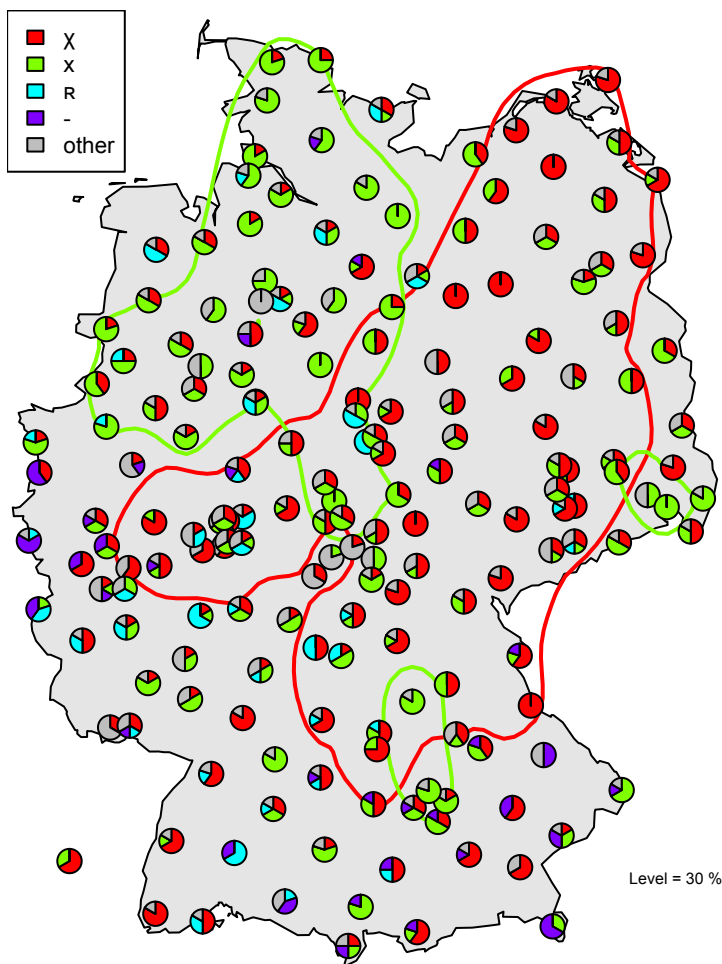 χ
x
ʀ
-
other
Level = 30 %